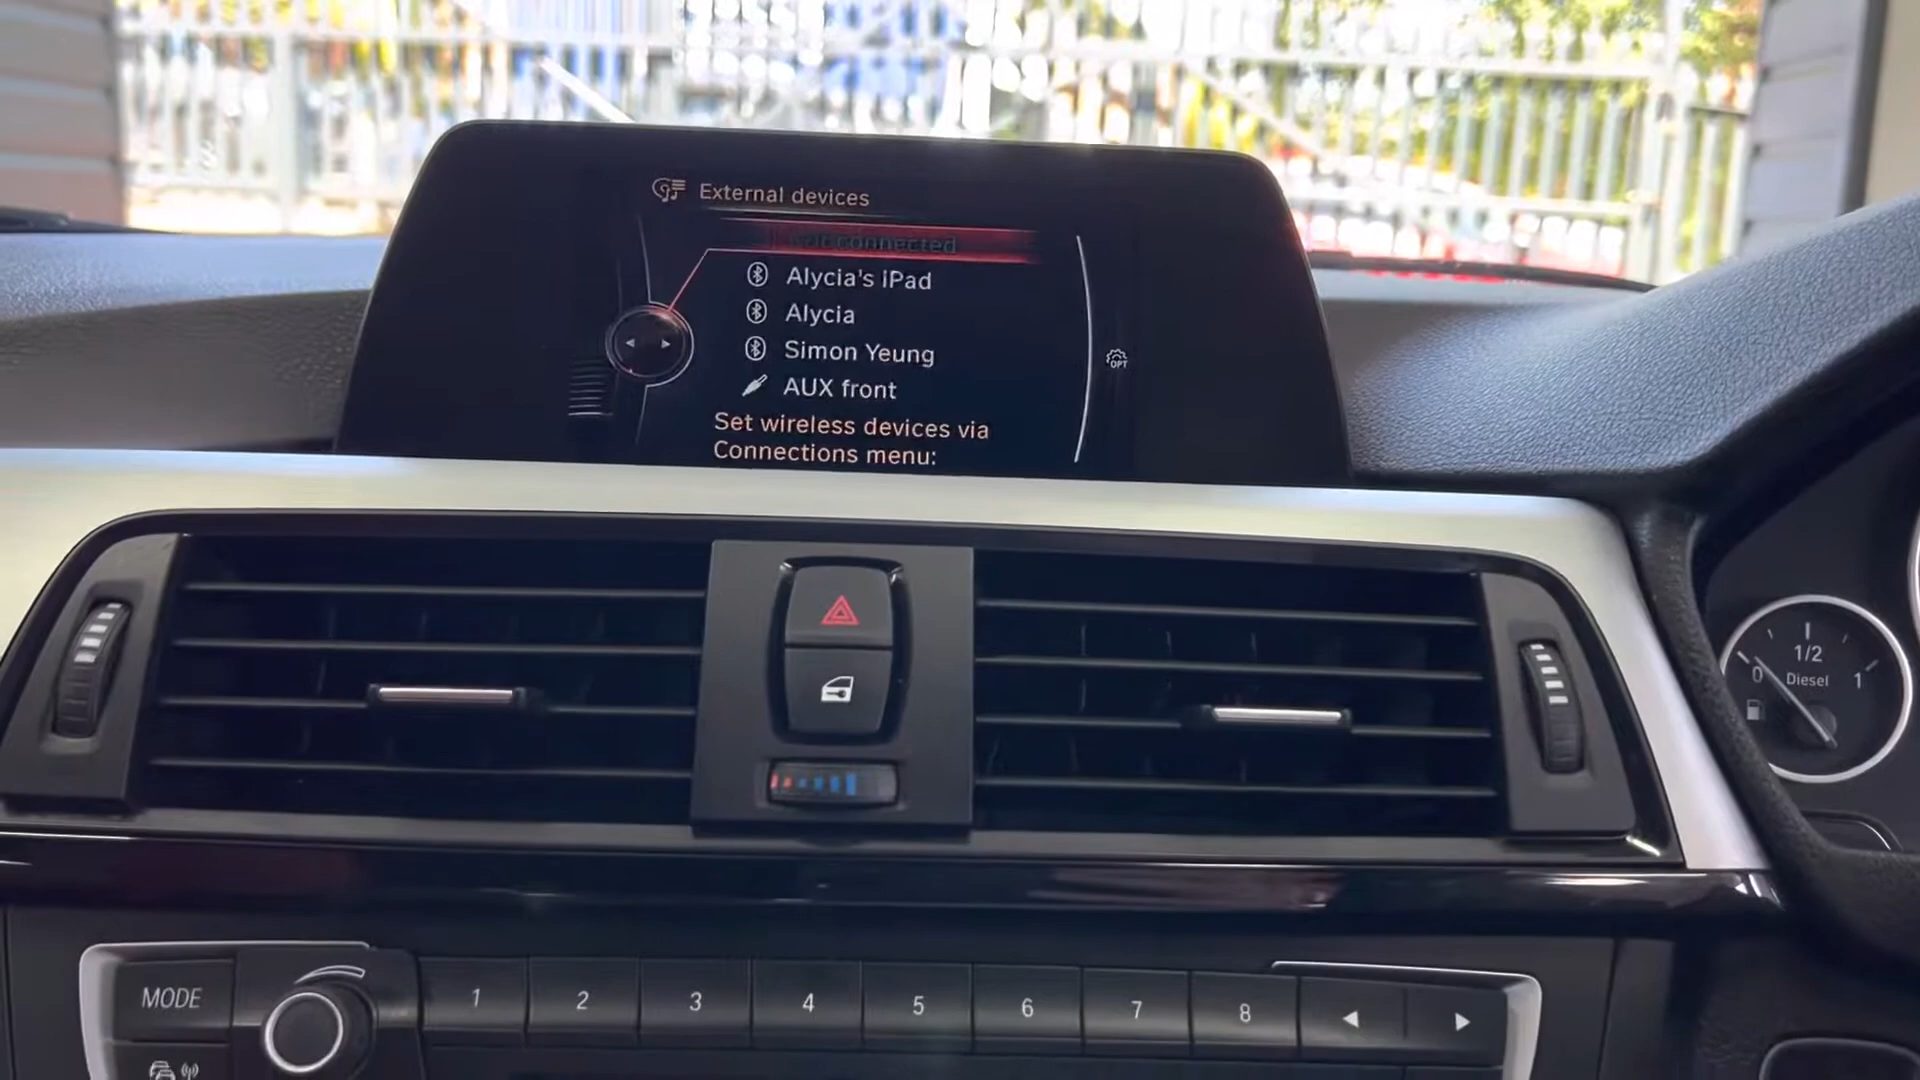 External devices
connected
Alycia's iPad
Alycia
Simon Yeung
AUX front
Set wireless devices via
Connections menu:
OPT
1/2
0
Diesel
1
MODE
1
2
3
4
5
6
7
8